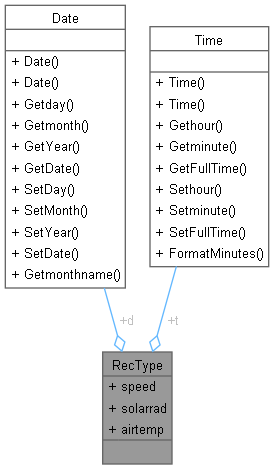 Date
+ Date()
+ Date()
+ Getday()
+ Getmonth()
+ GetYear()
+ GetDate()
+ SetDay()
+ SetMonth()
+ SetYear()
+ SetDate()
+ Getmonthname()
Time
+ Time()
+ Time()
+ Gethour()
+ Getminute()
+ GetFullTime()
+ Sethour()
+ Setminute()
+ SetFullTime()
+ FormatMinutes()
+d
+t
RecType
+ speed
+ solarrad
+ airtemp